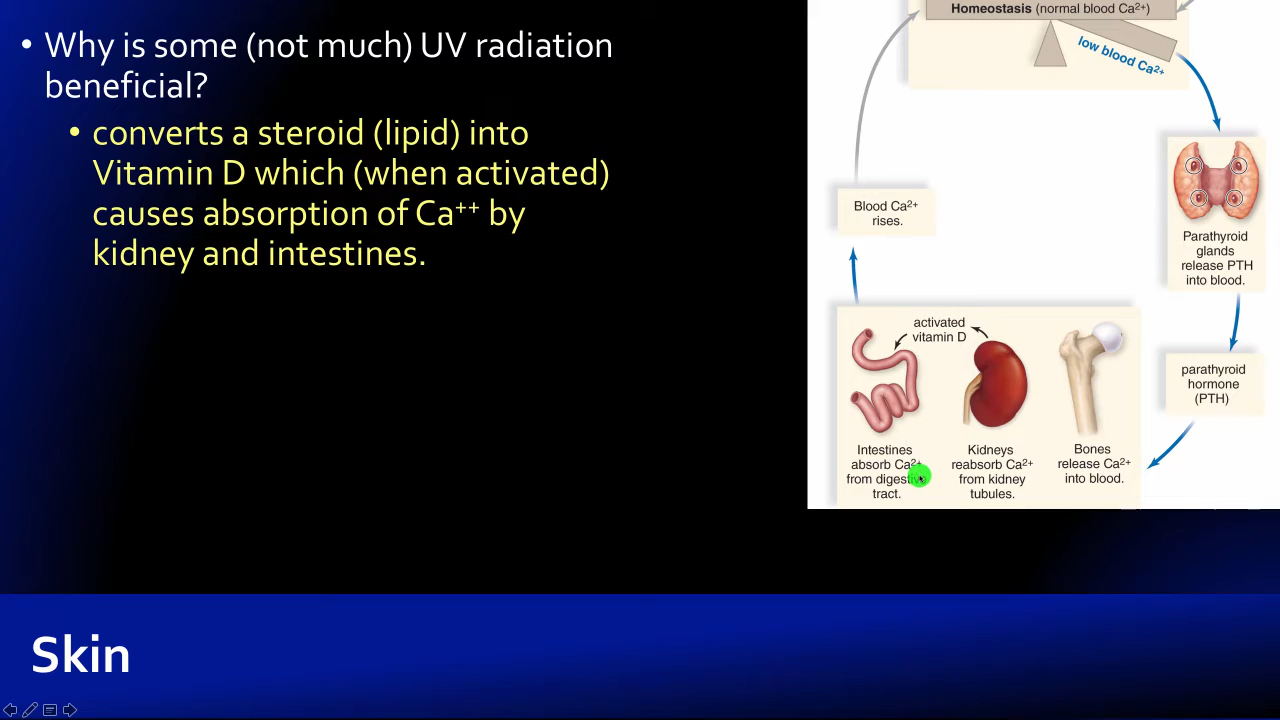 • Why is some (not much) UV radiation
beneficial?
• converts a steroid (lipid) into
Vitamin D which (when activated)
causes absorption of Ca⁺⁺ by
kidney and intestines.
Homeostasis (normal blood Ca²⁺)
low blood Ca²⁺
Parathyroid
glands
release PTH
into blood.
parathyroid
hormone
(PTH)
Blood Ca²⁺
rises.
activated
vitamin D
Intestines
absorb Ca²⁺
from digestive
tract.
Kidneys
reabsorb Ca²⁺
from kidney
tubules.
Bones
release Ca²⁺
into blood.
Skin